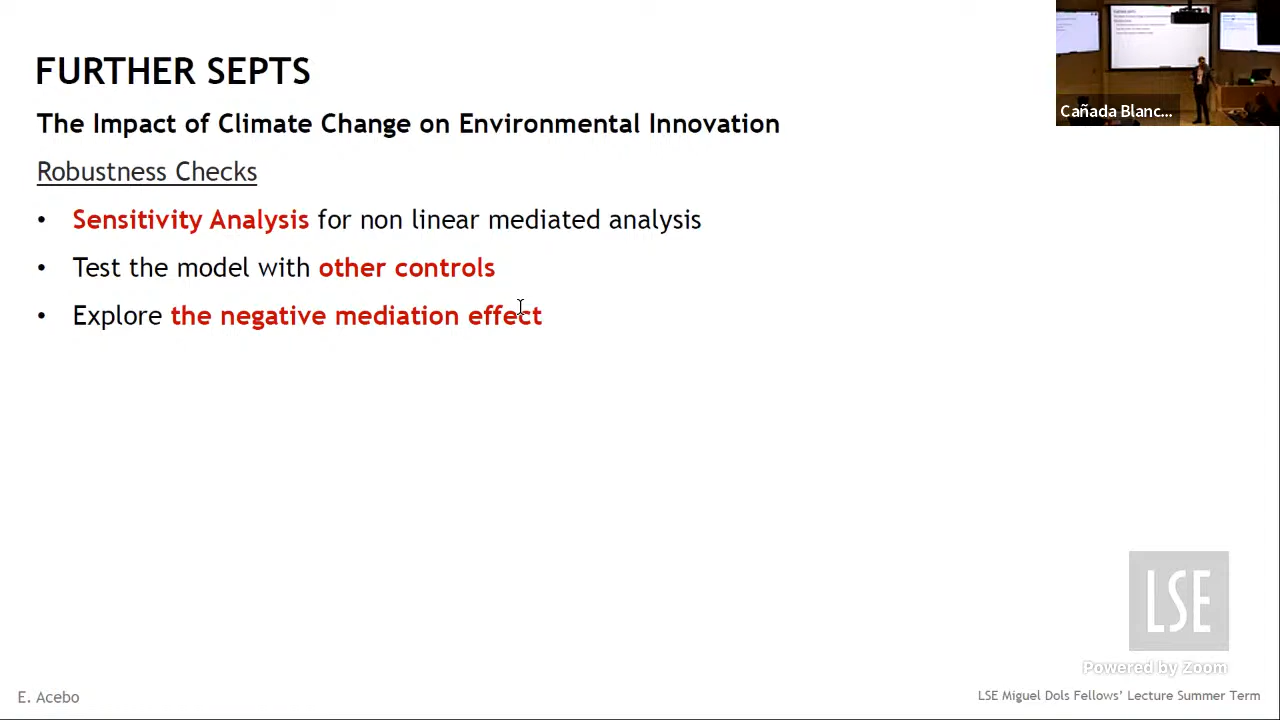 FURTHER SEPTS
The Impact of Climate Change on Environmental Innovation
Robustness Checks
• Sensitivity Analysis for non linear mediated analysis
• Test the model with other controls
• Explore the negative mediation effect
Cañada Blanc...
LSE
Powered by Zoom
E. Acebo
LSE Miguel Dols Fellows’ Lecture Summer Term